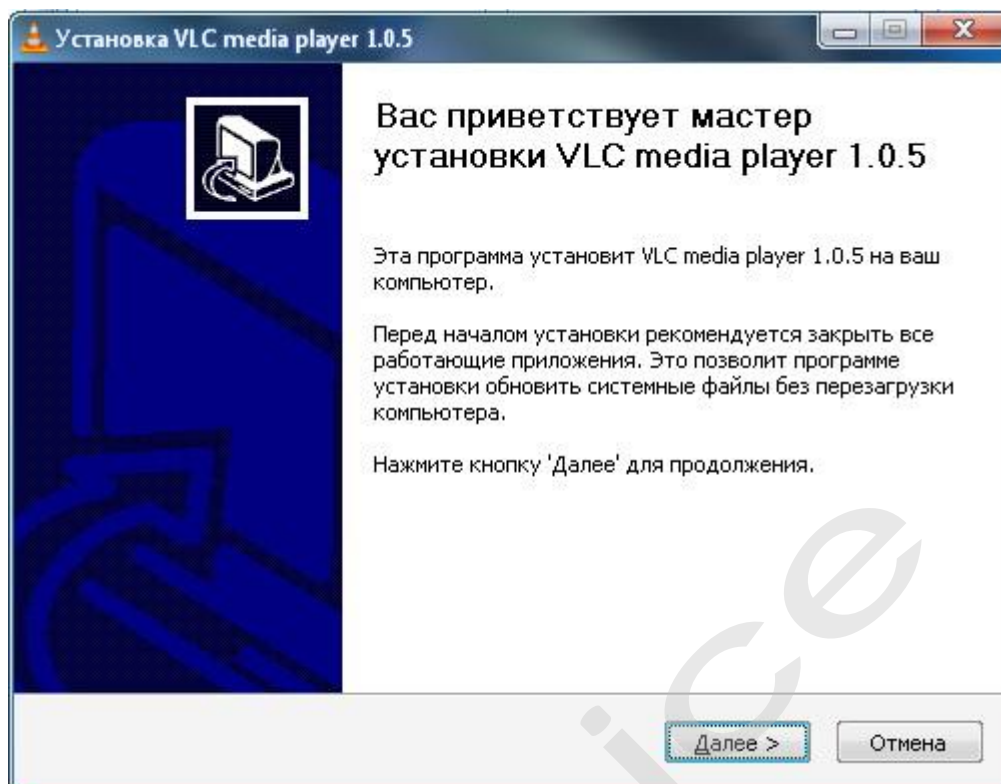 Установка VLC media player 1.0.5
Вас приветствует мастер
установки VLC media player 1.0.5
Эта программа установит VLC media player 1.0.5 на ваш
компьютер.
Перед началом установки рекомендуется закрыть все
работающие приложения. Это позволит программе
установки обновить системные файлы без перезагрузки
компьютера.
Нажмите кнопку 'Далее' для продолжения.
ice
Далее >
Отмена